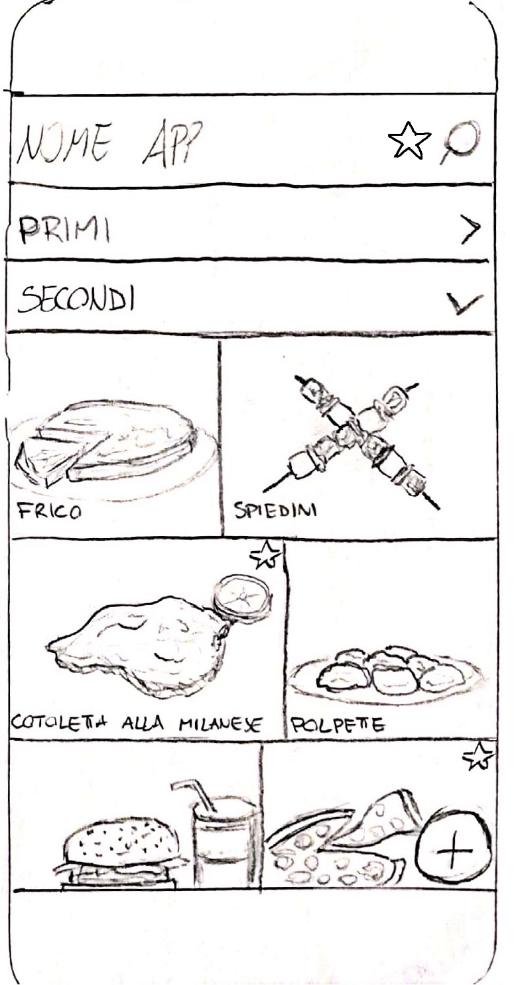 NOME APP
PRIMI
SECONDI
FRICO
SPIEDINI
COTOLETTA ALLA MILANESE
POLPETTE